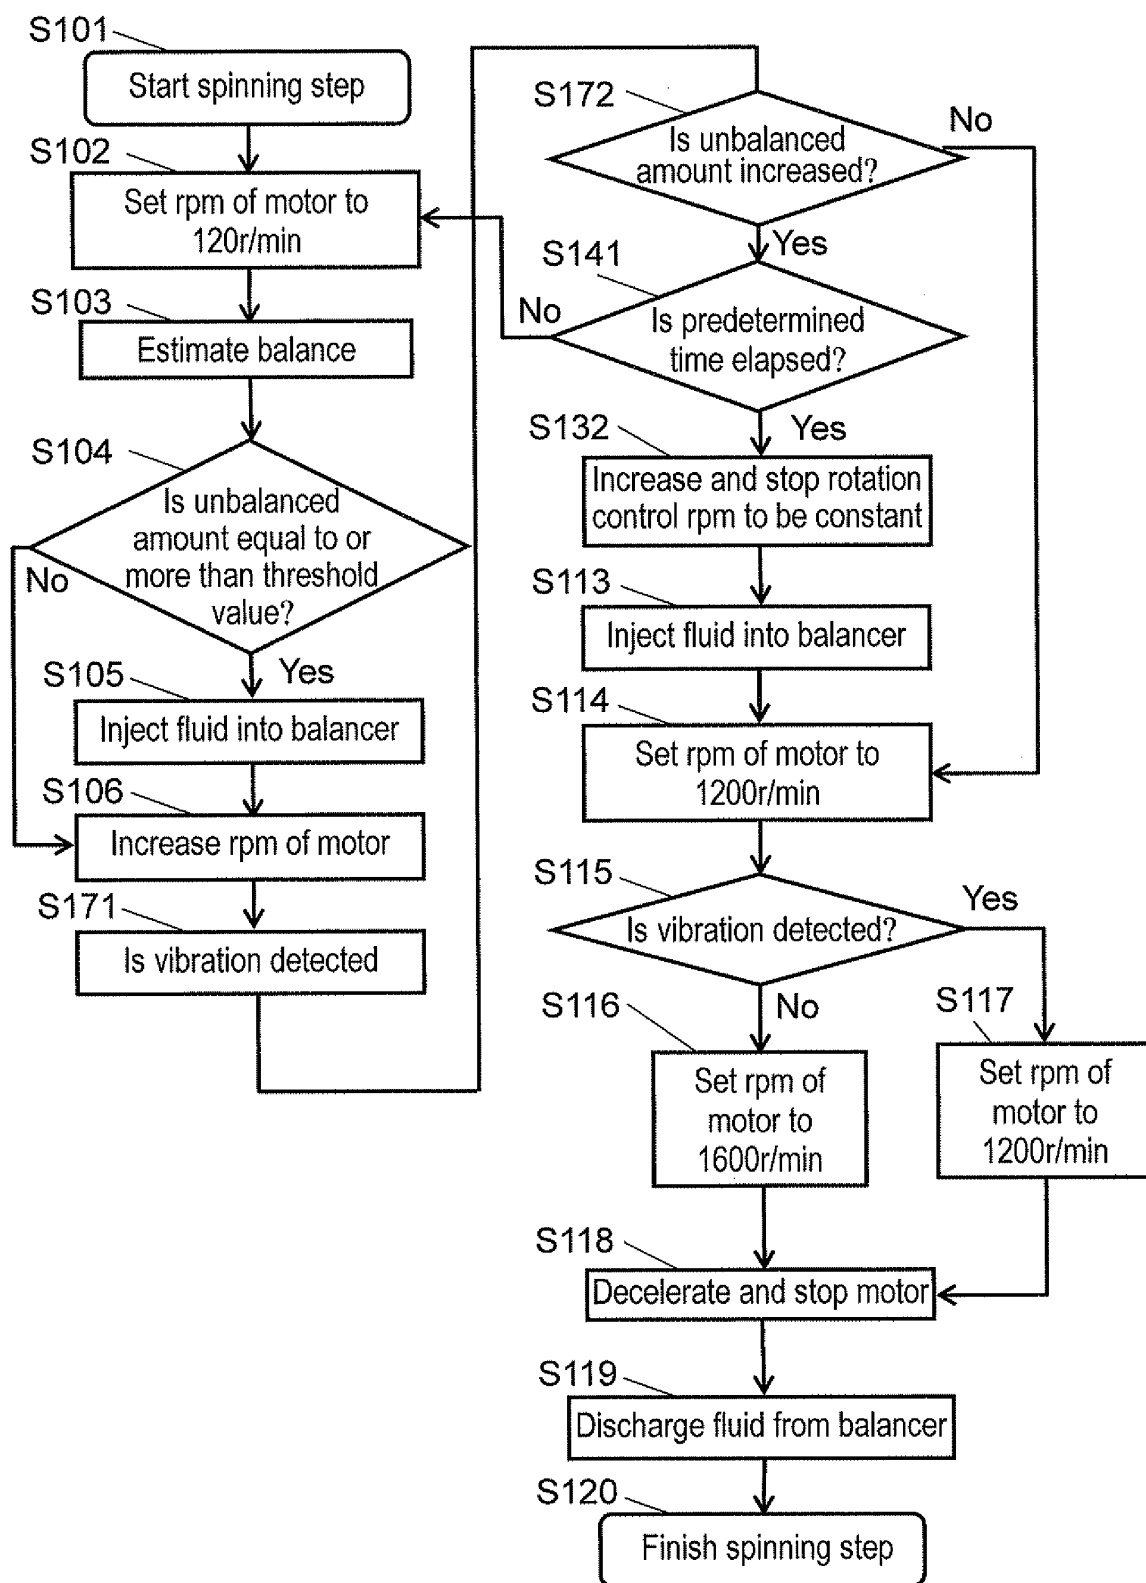 S101
Start spinning step
S102
Set rpm of motor to
120r/min
S103
Estimate balance
S104
Is unbalanced
amount equal to or
more than threshold
value?
No
Yes
S105
Inject fluid into balancer
S106
Increase rpm of motor
S171
Is vibration detected
S172
Is unbalanced
amount increased?
No
Yes
S141
Is predetermined
time elapsed?
No
Yes
S132
Increase and stop rotation
control rpm to be constant
S113
Inject fluid into balancer
S114
Set rpm of motor to
1200r/min
S115
Is vibration detected?
Yes
No
S116
Set rpm of
motor to
1600r/min
S117
Set rpm of
motor to
1200r/min
S118
Decelerate and stop motor
S119
Discharge fluid from balancer
S120
Finish spinning step